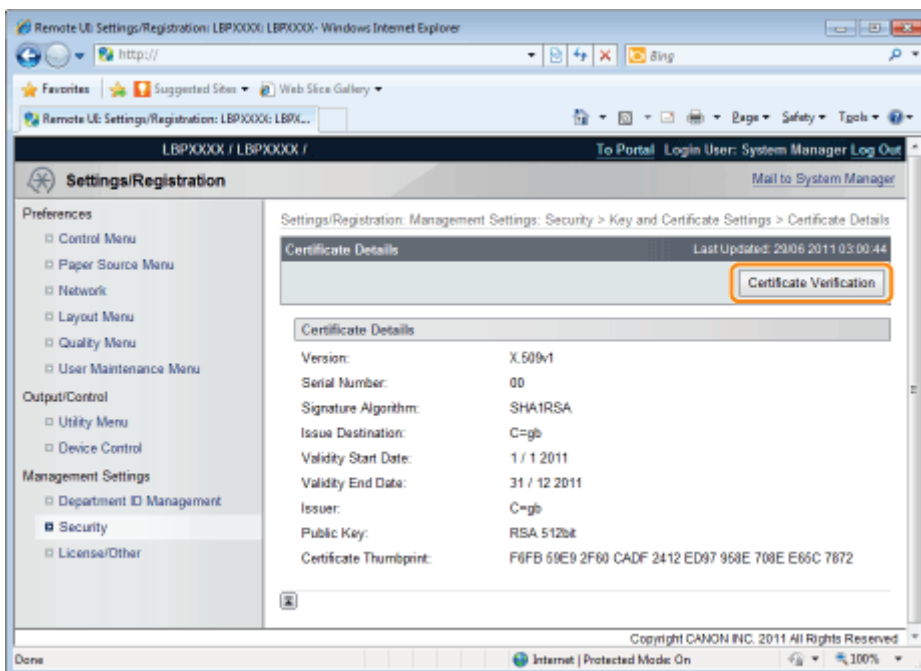 Remote UI: Settings/Registration: LBPXXXX: LBPXXXX- Windows Internet Explorer
http://
Bing
Favorites Suggested Sites Web Slice Gallery
Remote UI: Settings/Registration: LBPXXXX: LBPX... Page Safety Tools
LBPXXXX / LBPXXXX / To Portal Login User: System Manager Log Out
Settings/Registration Mail to System Manager
Preferences
Control Menu
Paper Source Menu
Network
Layout Menu
Quality Menu
User Maintenance Menu
Output/Control
Utility Menu
Device Control
Management Settings
Department ID Management
Security
License/Other
Settings/Registration: Management Settings: Security > Key and Certificate Settings > Certificate Details
Certificate Details Last Updated: 29/06 2011 03:00:44
Certificate Verification
Certificate Details
Version: X.509v1
Serial Number: 00
Signature Algorithm: SHA1RSA
Issue Destination: C=gb
Validity Start Date: 1 / 1 2011
Validity End Date: 31 / 12 2011
Issuer: C=gb
Public Key: RSA 512bit
Certificate Thumbprint: F6FB 59E9 2F60 CADF 2412 ED97 958E 708E E65C 7872
Copyright CANON INC. 2011 All Rights Reserved
Done Internet | Protected Mode: On 100%